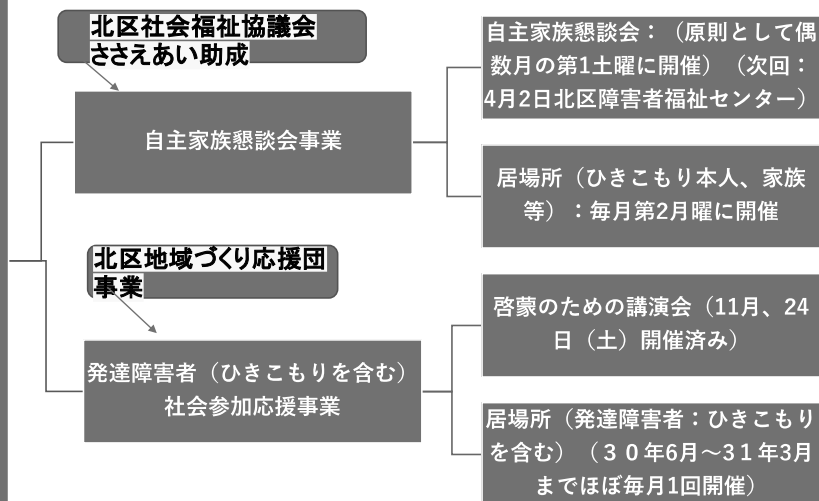 北区社会福祉協議会
ささえあい助成
自主家族懇談会事業
自主家族懇談会：（原則として偶
数月の第1土曜に開催）（次回：
4月2日北区障害者福祉センター）
居場所（ひきこもり本人、家族
等）：毎月第2月曜に開催
北区地域づくり応援団
事業
発達障害者（ひきこもりを含む）
社会参加応援事業
啓蒙のための講演会（11月、24
日（土）開催済み）
居場所（発達障害者：ひきこもり
を含む）（３０年6月～31年3月
までほぼ毎月1回開催）